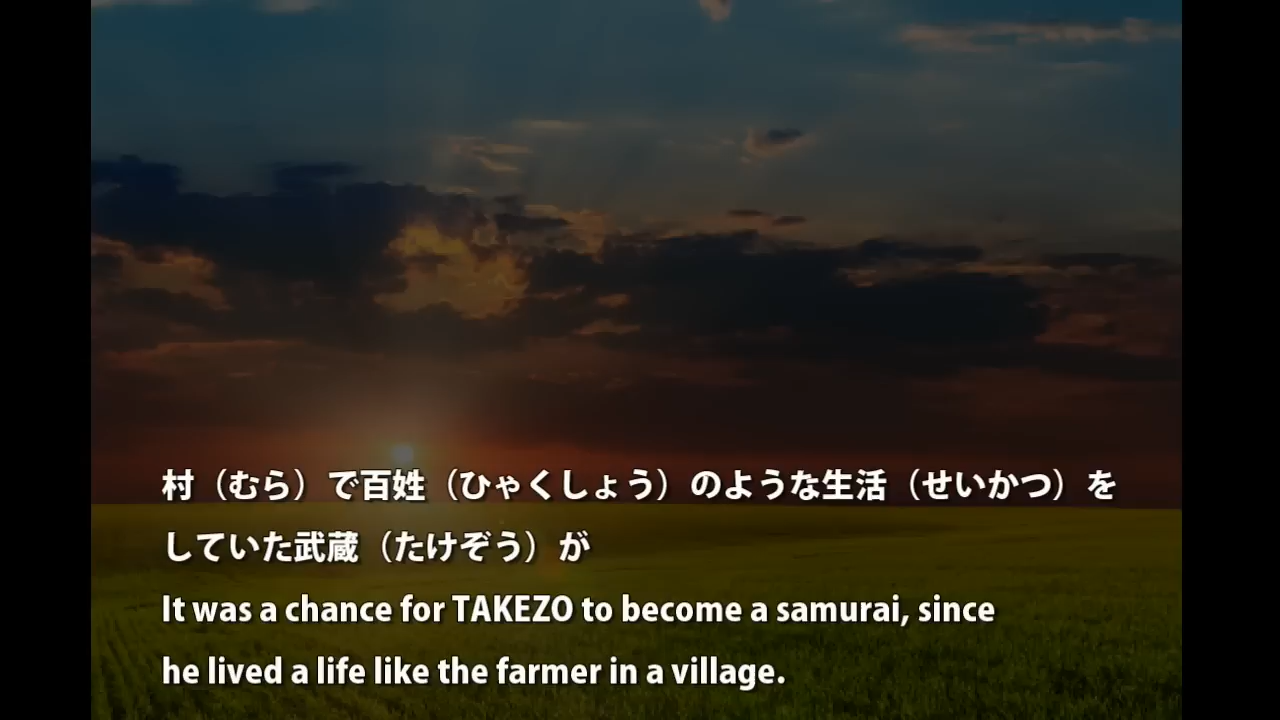 村（むら）で百姓（ひゃくしょう）のような生活（せいかつ）を
していた武蔵（たけぞう）が
It was a chance for TAKEZO to become a samurai, since
he lived a life like the farmer in a village.